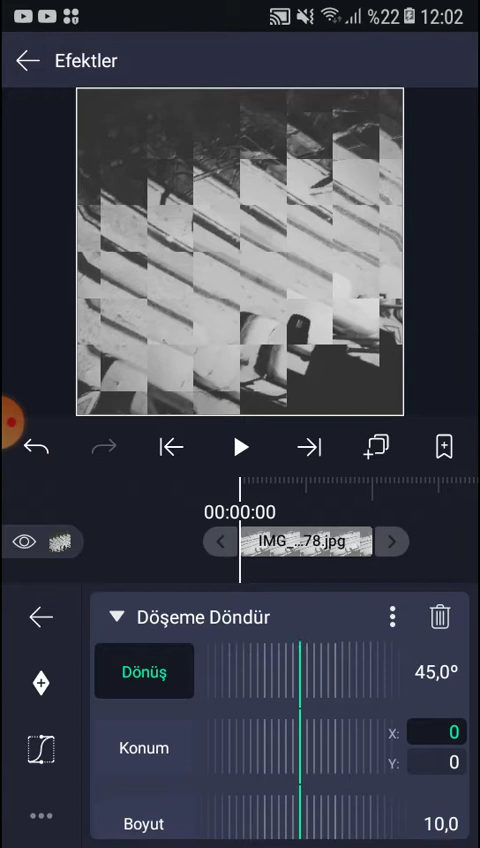 %22 12:02
Efektler
00:00:00
IMG_...78.jpg
Döşeme Döndür
Dönüş 45,0º
Konum X: 0
Y: 0
Boyut 10,0